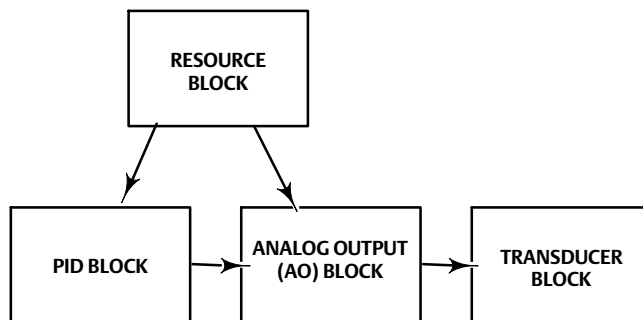 RESOURCE
BLOCK
PID BLOCK
ANALOG OUTPUT
(AO) BLOCK
TRANSDUCER
BLOCK